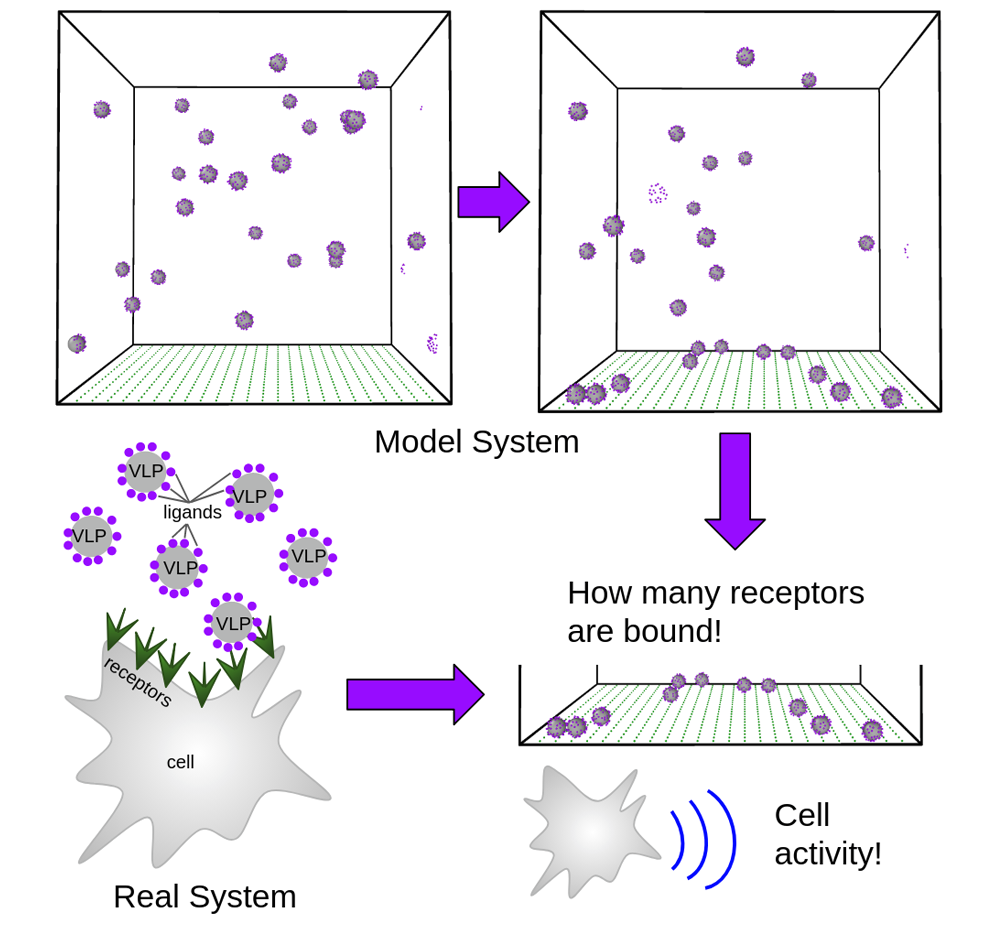 Model System
VLP
VLP
ligands
VLP
VLP
VLP
How many receptors
are bound!
VLP
receptors
cell
Cell
activity!
Real System